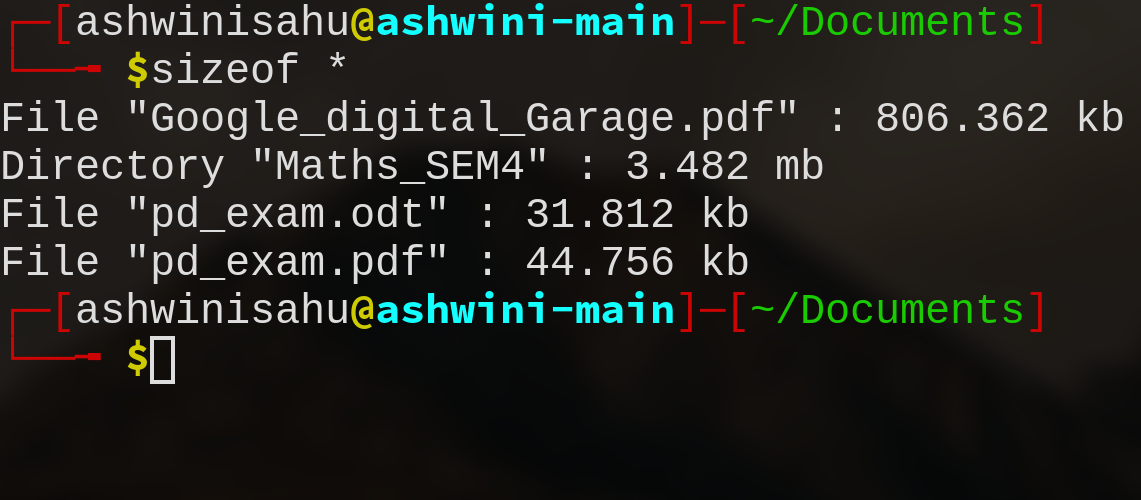 ┌─[ashwinisahu@ashwini-main]─[~/Documents]
└──╼ $sizeof *
File "Google_digital_Garage.pdf" : 806.362 kb
Directory "Maths_SEM4" : 3.482 mb
File "pd_exam.odt" : 31.812 kb
File "pd_exam.pdf" : 44.756 kb
┌─[ashwinisahu@ashwini-main]─[~/Documents]
└──╼ $